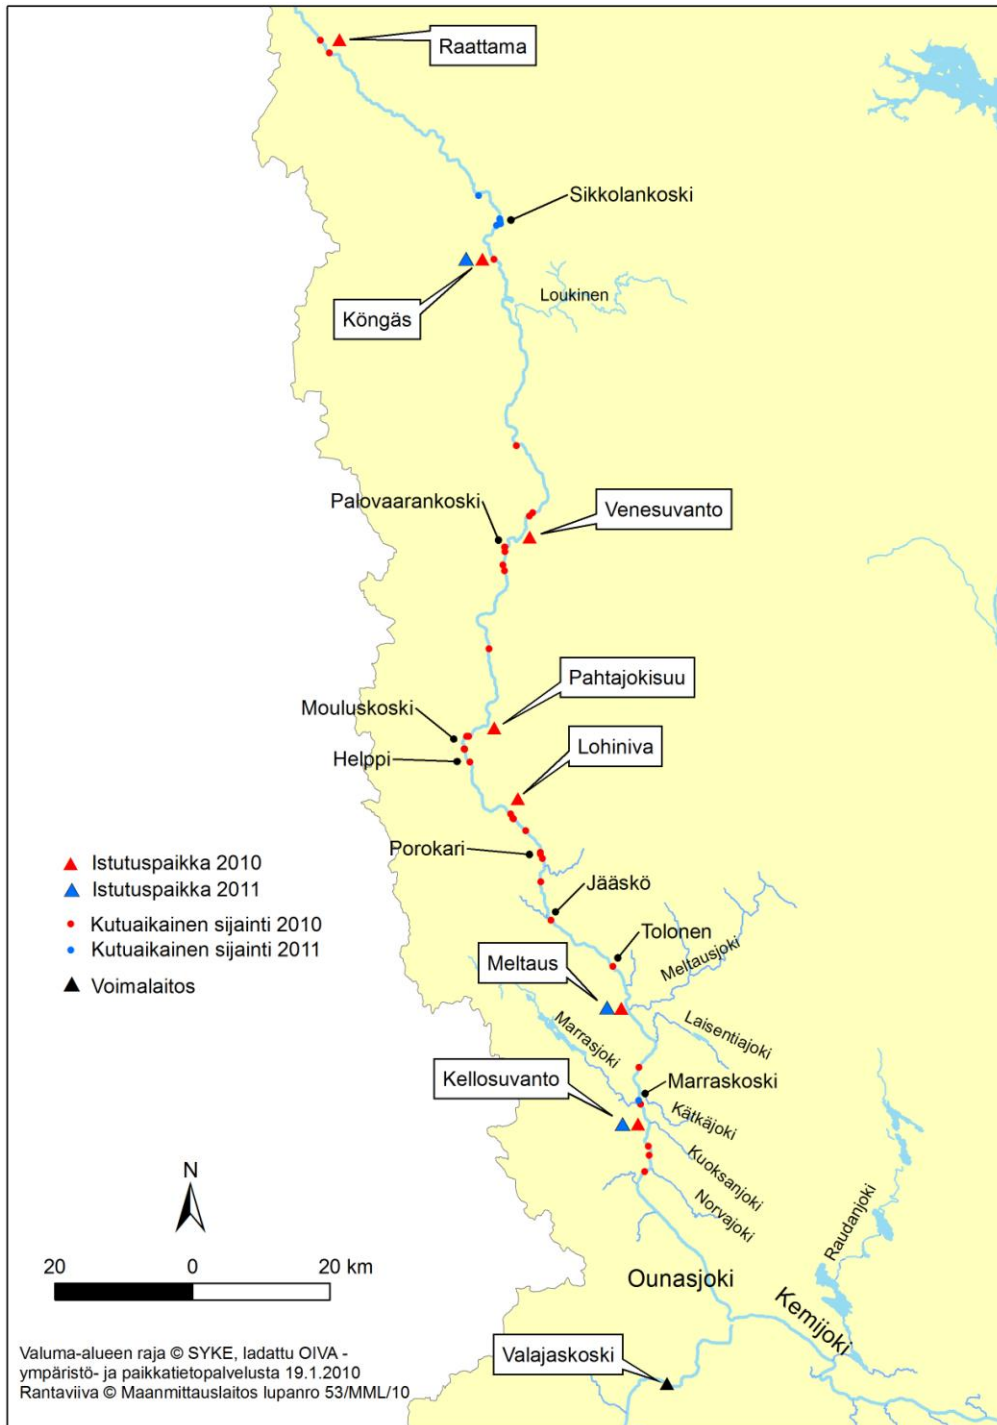 Raattama
Sikkolankoski
Loukinen
Köngäs
Palovaarankoski
Venesuvanto
Pahtajokisuu
Mouluskoski
Lohiniva
Helppi
Porokari
Istutuspaikka 2010
Istutuspaikka 2011
Kutuaikainen sijainti 2010
Kutuaikainen sijainti 2011
Voimalaitos
Jääskö
Tolonen
Meltausjoki
Meltaus
Marrasjoki
Laisentiajoki
Kellosuvanto
Marraskoski
Kätkäjoki
Kuoksanjoki
Norvajoki
Raudanjoki
N
20 0 20 km
Ounasjoki
Kemijoki
Valajaskoski
Valuma-alueen raja © SYKE, ladattu OIVA -
ympäristö- ja paikkatietopalvelusta 19.1.2010
Rantaviiva © Maanmittauslaitos lupanro 53/MML/10